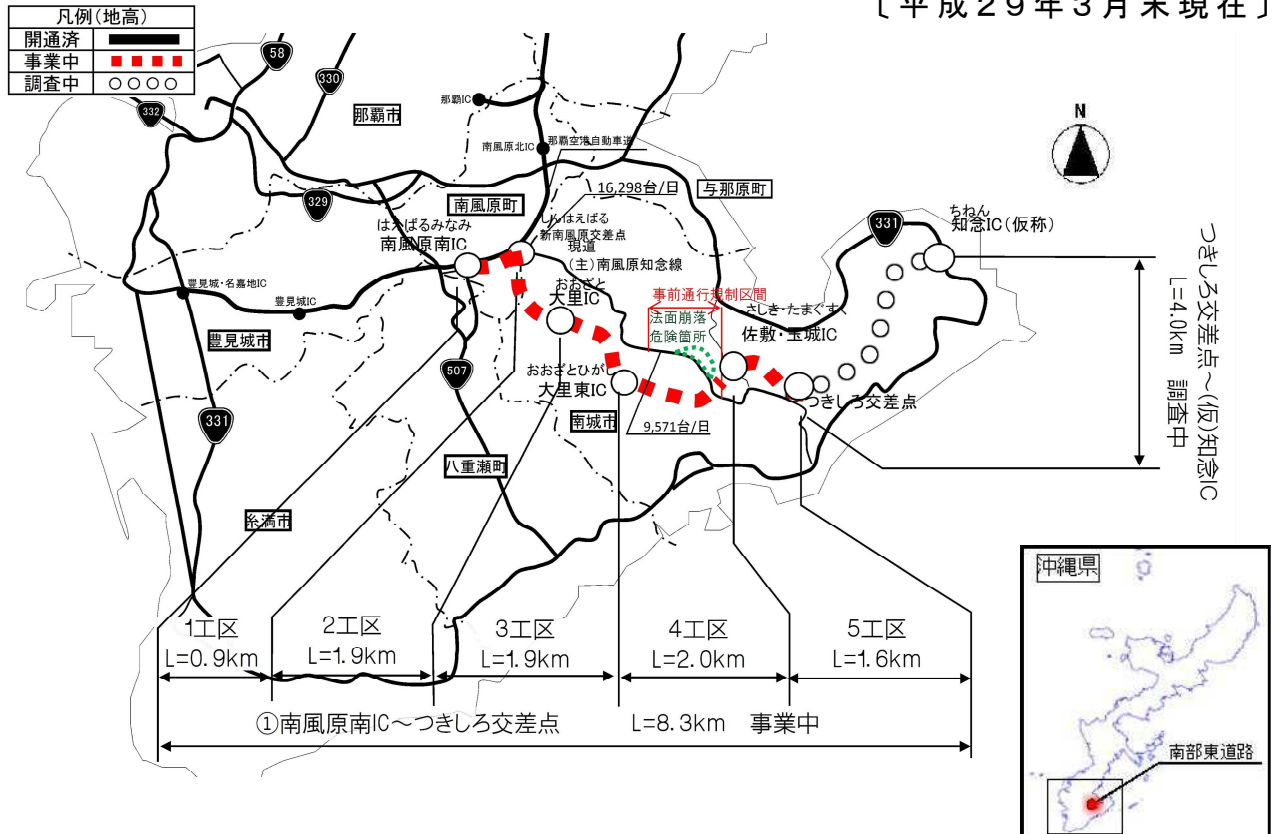 〔平成29年3月末現在〕
凡例(地高)
開通済
事業中
調査中
58
330
332
那覇市
那覇IC
南風原北IC
那覇空港自動車道
16,298台/日
与那原町
N
329
南風原町
はえばるみなみ
南風原南IC
しんはえばる
新南風原交差点
現道
(主)南風原知念線
331
ちねん
知念IC(仮称)
おおざと
大里IC
事前通行規制区間
法面崩落
危険箇所
さしき・たまぐすく
佐敷・玉城IC
豊見城・名嘉地IC
豊見城IC
豊見城市
507
おおざとひがし
大里東IC
つきしろ交差点
南城市
9,571台/日
331
八重瀬町
糸満市
つきしろ交差点~(仮)知念IC
L=4.0km 調査中
1工区
L=0.9km
2工区
L=1.9km
3工区
L=1.9km
4工区
L=2.0km
5工区
L=1.6km
①南風原南IC~つきしろ交差点 L=8.3km 事業中
沖縄県
南部東道路